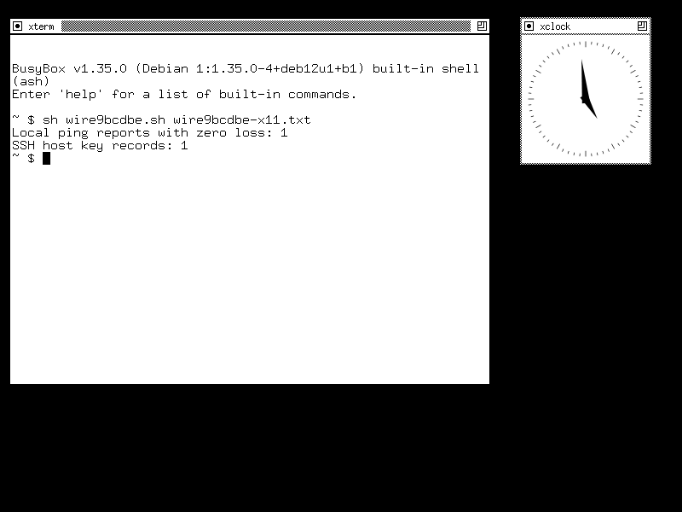 xterm
xclock
BusyBox v1.35.0 (Debian 1:1.35.0-4+deb12u1+b1) built-in shell
(ash)
Enter 'help' for a list of built-in commands.
~ $ sh wire9bcdbe.sh wire9bcdbe-x11.txt
Local ping reports with zero loss: 1
SSH host key records: 1
~ $